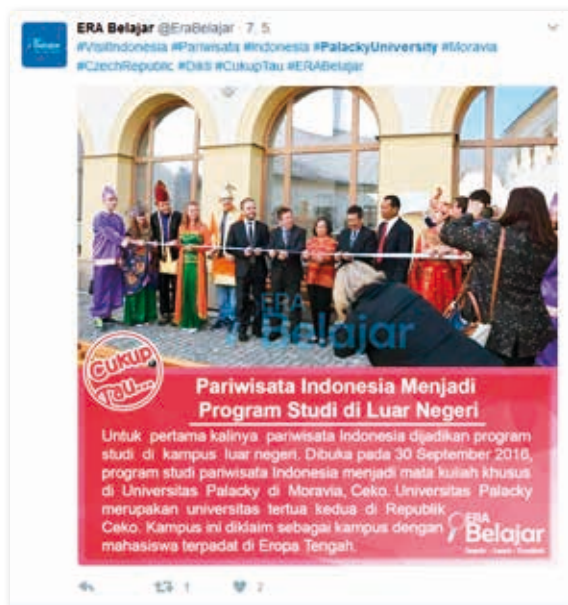 ERA Belajar @EraBelajar · 7. 5
#VisitIndonesia #Pariwisata #Indonesia #PalackyUniversity #Moravia
#CzechRepublic #Dikti #CukupTau #ERABelajar
ERA
Belajar
Cukup
Tau...
Pariwisata Indonesia Menjadi
Program Studi di Luar Negeri
Untuk pertama kalinya pariwisata Indonesia dijadikan program
studi di kampus luar negeri. Dibuka pada 30 September 2016,
program studi pariwisata Indonesia menjadi mata kuliah khusus
di Universitas Palacky di Moravia, Ceko. Universitas Palacky
merupakan universitas tertua kedua di Republik
Ceko. Kampus ini diklaim sebagai kampus dengan
mahasiswa terpadat di Eropa Tengah.
ERA
Belajar
1 2